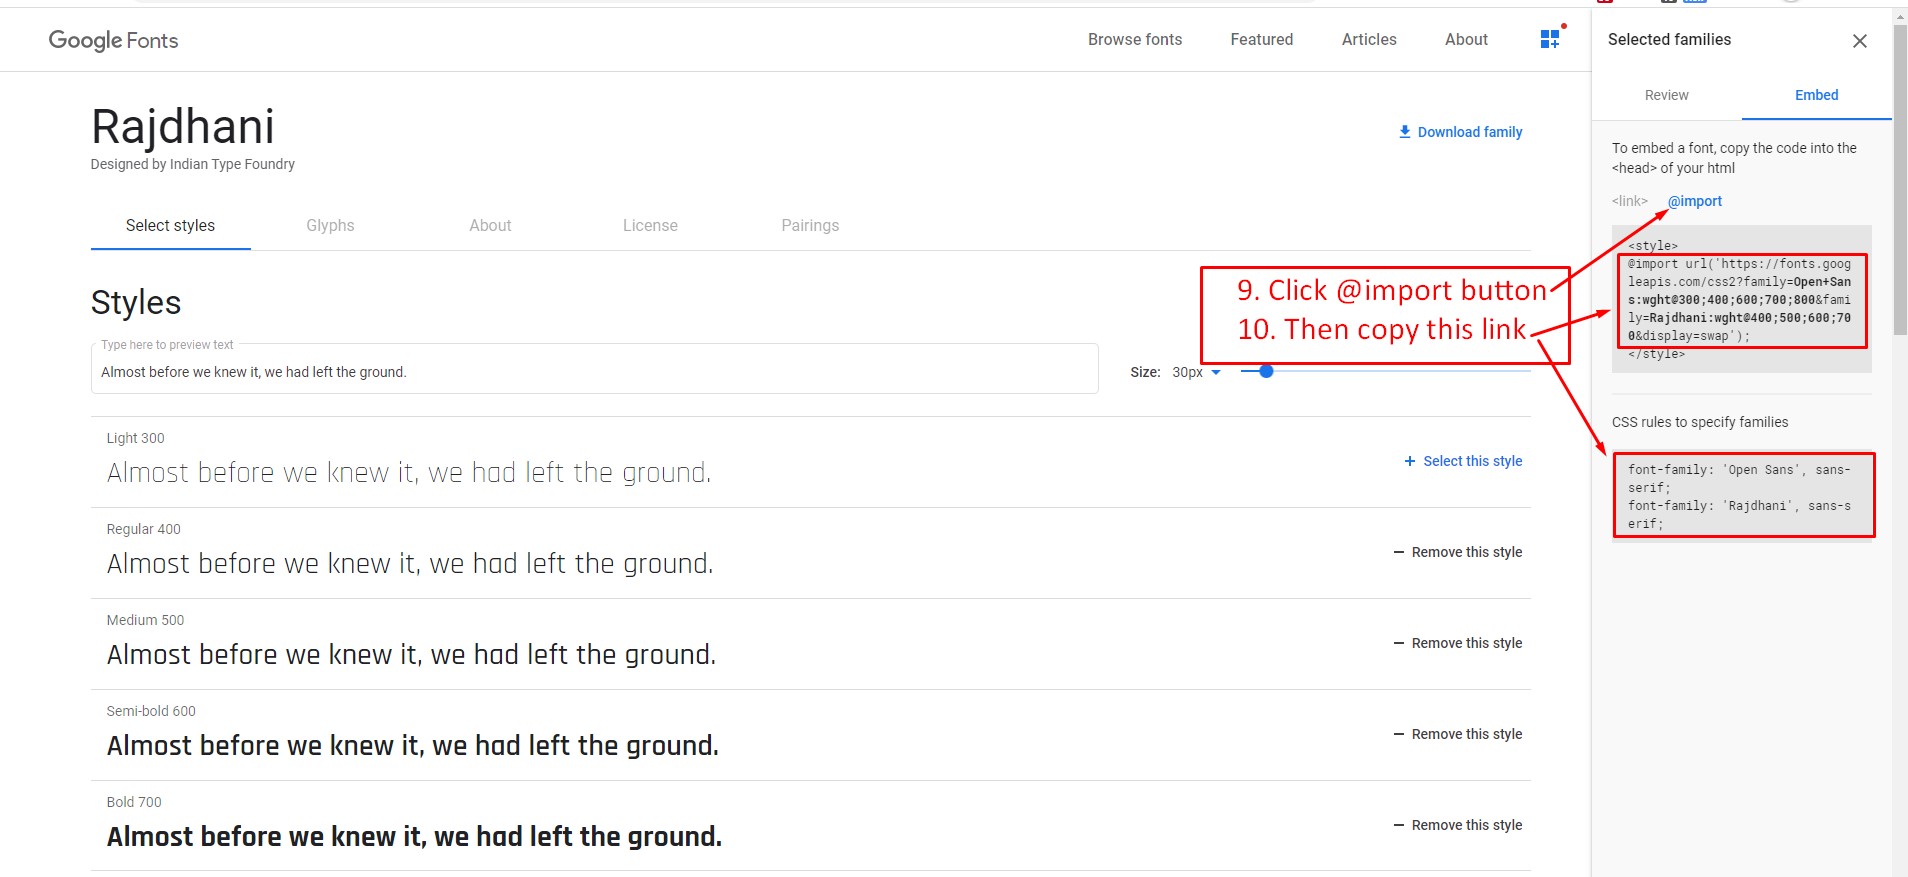 Google Fonts
Browse fonts
Featured
Articles
About
Rajdhani
Designed by Indian Type Foundry
Download family
Select styles
Glyphs
About
License
Pairings
Styles
Type here to preview text
Almost before we knew it, we had left the ground.
Size: 30px
Light 300
Almost before we knew it, we had left the ground.
+ Select this style
Regular 400
Almost before we knew it, we had left the ground.
— Remove this style
Medium 500
Almost before we knew it, we had left the ground.
— Remove this style
Semi-bold 600
Almost before we knew it, we had left the ground.
— Remove this style
Bold 700
Almost before we knew it, we had left the ground.
— Remove this style
9. Click @import button
10. Then copy this link
Selected families
Review
Embed
To embed a font, copy the code into the
<head> of your html
<link>
@import
<style>
@import url('https://fonts.goog
leapis.com/css2?family=Open+San
s:wght@300;400;600;700;800&fami
ly=Rajdhani:wght@400;500;600;70
0&display=swap');
</style>
CSS rules to specify families
font-family: 'Open Sans', sans-
serif;
font-family: 'Rajdhani', sans-s
erif;